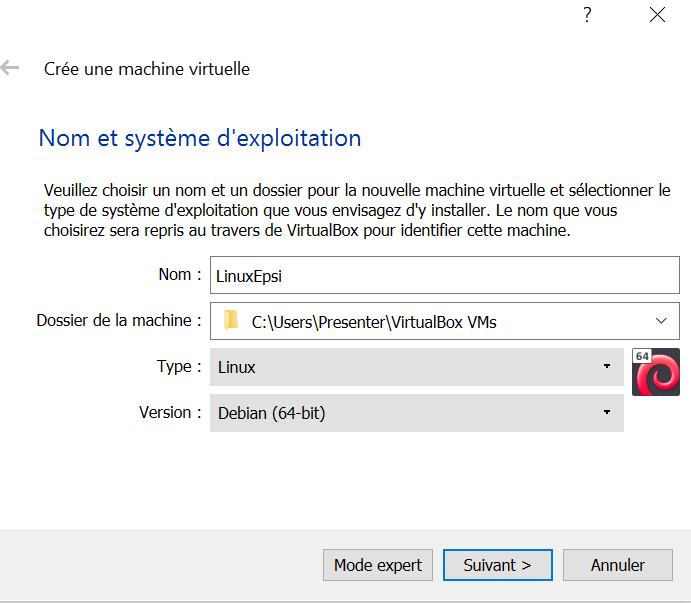 ?
Crée une machine virtuelle
Nom et système d'exploitation
Veuillez choisir un nom et un dossier pour la nouvelle machine virtuelle et sélectionner le
type de système d'exploitation que vous envisagez d'y installer. Le nom que vous
choisirez sera repris au travers de VirtualBox pour identifier cette machine.
Nom : LinuxEpsi
Dossier de la machine : C:\Users\Presenter\VirtualBox VMs
Type : Linux
64
Version : Debian (64-bit)
Mode expert Suivant > Annuler